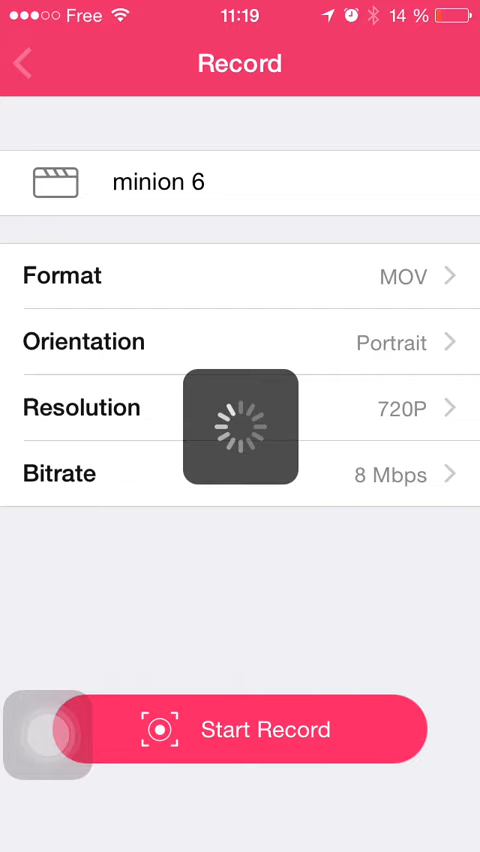 Free 11:19 14 %
Record
minion 6
Format MOV
Orientation Portrait
Resolution 720P
Bitrate 8 Mbps
Start Record